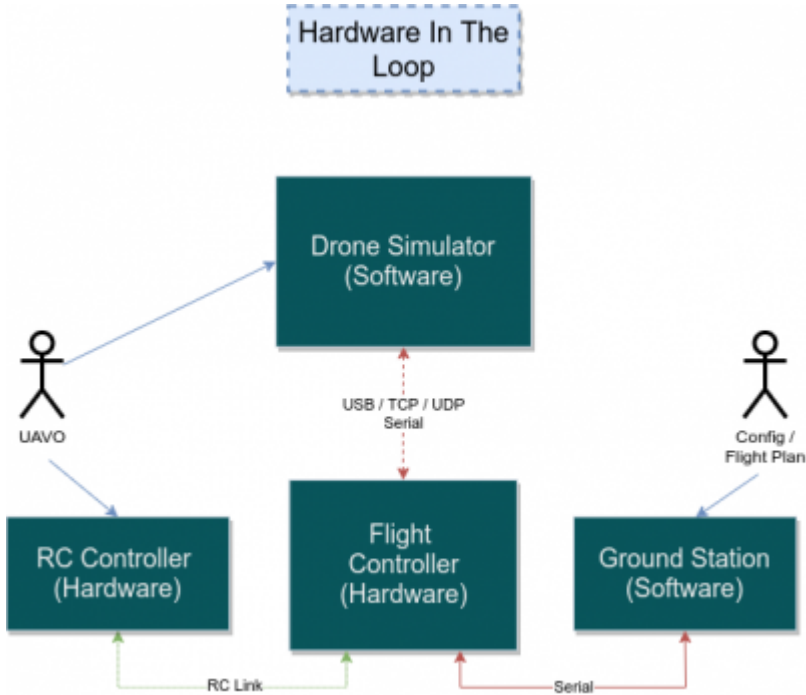 Hardware In The
Loop
Drone Simulator
(Software)
USB / TCP / UDP
Serial
UAVO
Config /
Flight Plan
RC Controller
(Hardware)
Flight
Controller
(Hardware)
Ground Station
(Software)
RC Link
Serial